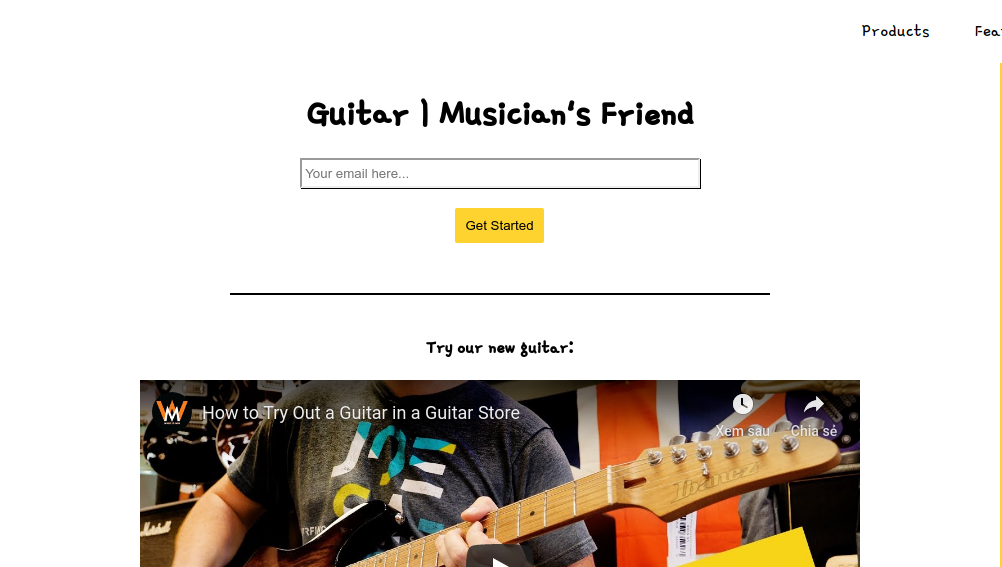 Products
Fea
Guitar | Musician's Friend
Your email here...
Get Started
Try our new guitar:
How to Try Out a Guitar in a Guitar Store
Xem sau
Chia sẻ
Ibanez